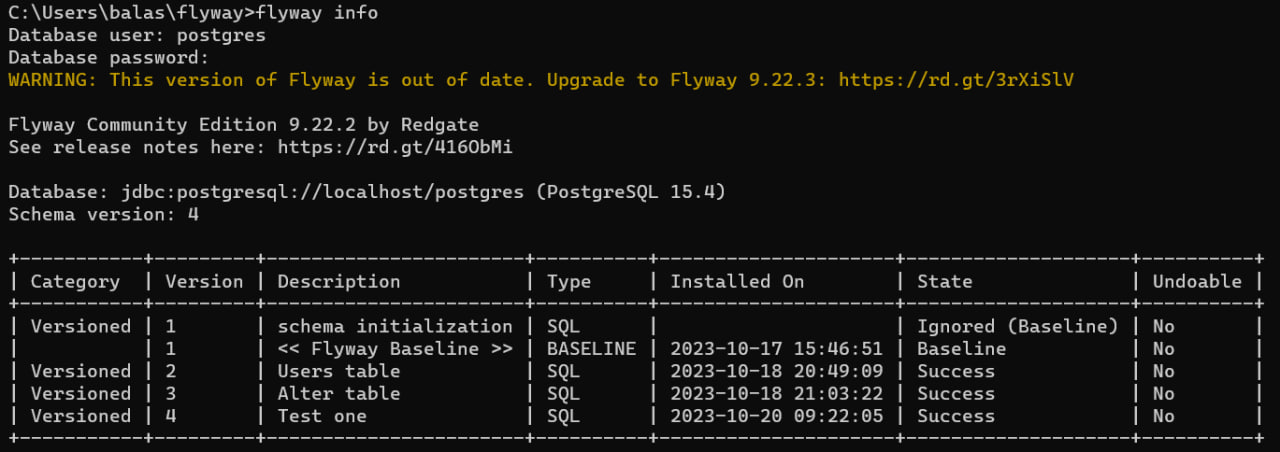 C:\Users\balas\flyway>flyway info
Database user: postgres
Database password:
WARNING: This version of Flyway is out of date. Upgrade to Flyway 9.22.3: https://rd.gt/3rXiSlV
Flyway Community Edition 9.22.2 by Redgate
See release notes here: https://rd.gt/416ObMi
Database: jdbc:postgresql://localhost/postgres (PostgreSQL 15.4)
Schema version: 4
+-----------+---------+-----------------------+----------+---------------------+--------------------+----------+
| Category  | Version | Description           | Type     | Installed On        | State              | Undoable |
+-----------+---------+-----------------------+----------+---------------------+--------------------+----------+
| Versioned | 1       | schema initialization | SQL      |                     | Ignored (Baseline) | No       |
|           | 1       | << Flyway Baseline >> | BASELINE | 2023-10-17 15:46:51 | Baseline           | No       |
| Versioned | 2       | Users table           | SQL      | 2023-10-18 20:49:09 | Success            | No       |
| Versioned | 3       | Alter table           | SQL      | 2023-10-18 21:03:22 | Success            | No       |
| Versioned | 4       | Test one              | SQL      | 2023-10-20 09:22:05 | Success            | No       |
+-----------+---------+-----------------------+----------+---------------------+--------------------+----------+